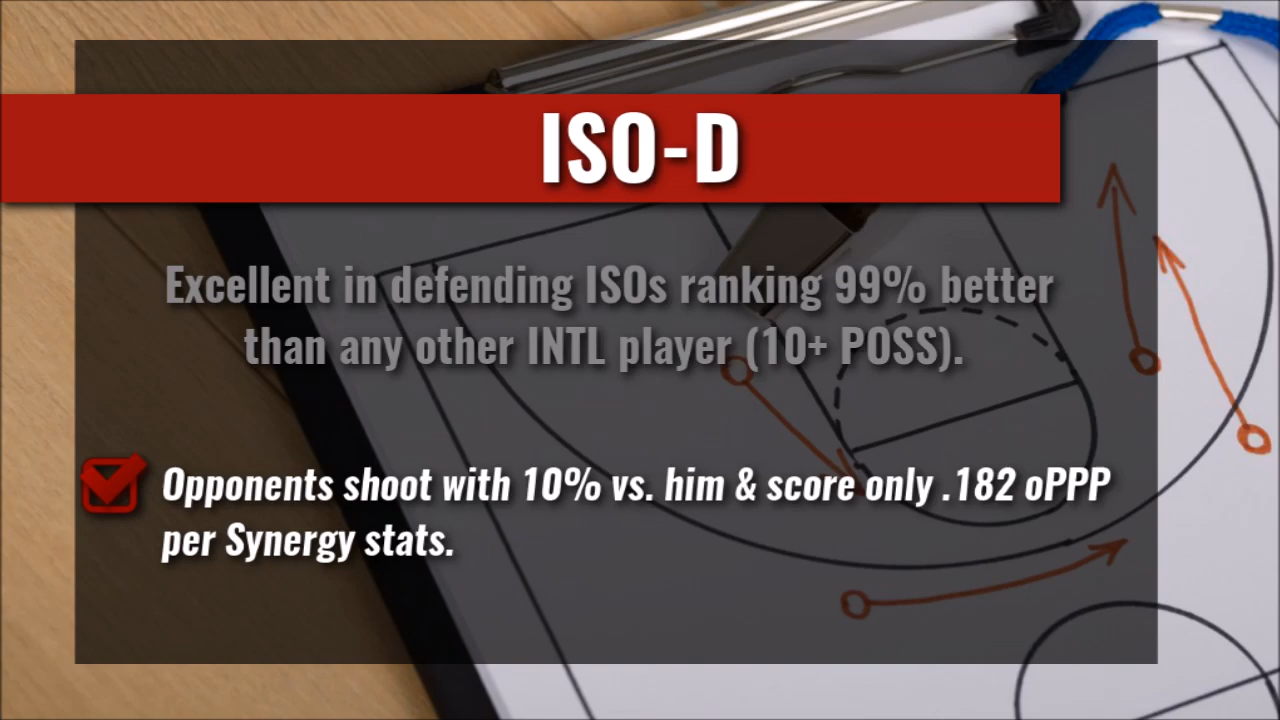 ISO-D
Excellent in defending ISOs ranking 99% better
than any other INTL player (10+ POSS).
Opponents shoot with 10% vs. him & score only .182 oPPP
per Synergy stats.